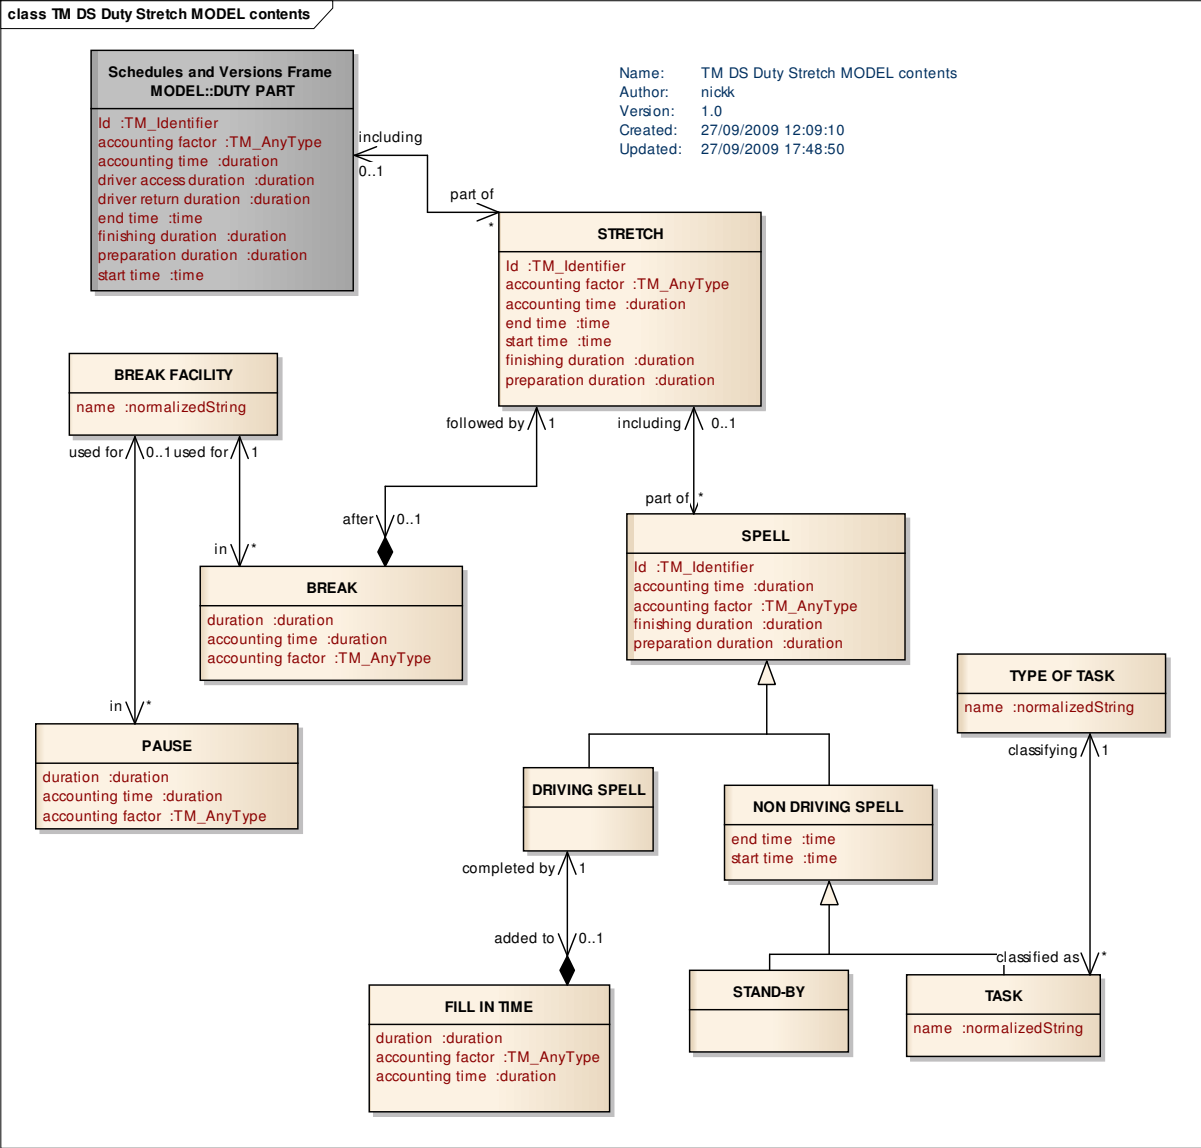 class TM DS Duty Stretch MODEL contents
Schedules and Versions Frame
MODEL::DUTY PART
Id :TM_Identifier
accounting factor :TM_AnyType
accounting time :duration
driver access duration :duration
driver return duration :duration
end time :time
finishing duration :duration
preparation duration :duration
start time :time
Name: TM DS Duty Stretch MODEL contents
Author: nickk
Version: 1.0
Created: 27/09/2009 12:09:10
Updated: 27/09/2009 17:48:50
including
0..1
part of
*
STRETCH
Id :TM_Identifier
accounting factor :TM_AnyType
accounting time :duration
end time :time
start time :time
finishing duration :duration
preparation duration :duration
BREAK FACILITY
name :normalizedString
used for 0..1 used for 1
followed by 1
including 0..1
after 0..1
part of *
in *
BREAK
duration :duration
accounting time :duration
accounting factor :TM_AnyType
SPELL
Id :TM_Identifier
accounting time :duration
accounting factor :TM_AnyType
finishing duration :duration
preparation duration :duration
TYPE OF TASK
name :normalizedString
in *
PAUSE
duration :duration
accounting time :duration
accounting factor :TM_AnyType
classifying 1
DRIVING SPELL
NON DRIVING SPELL
end time :time
start time :time
completed by 1
added to 0..1
classified as *
FILL IN TIME
duration :duration
accounting factor :TM_AnyType
accounting time :duration
STAND-BY
TASK
name :normalizedString